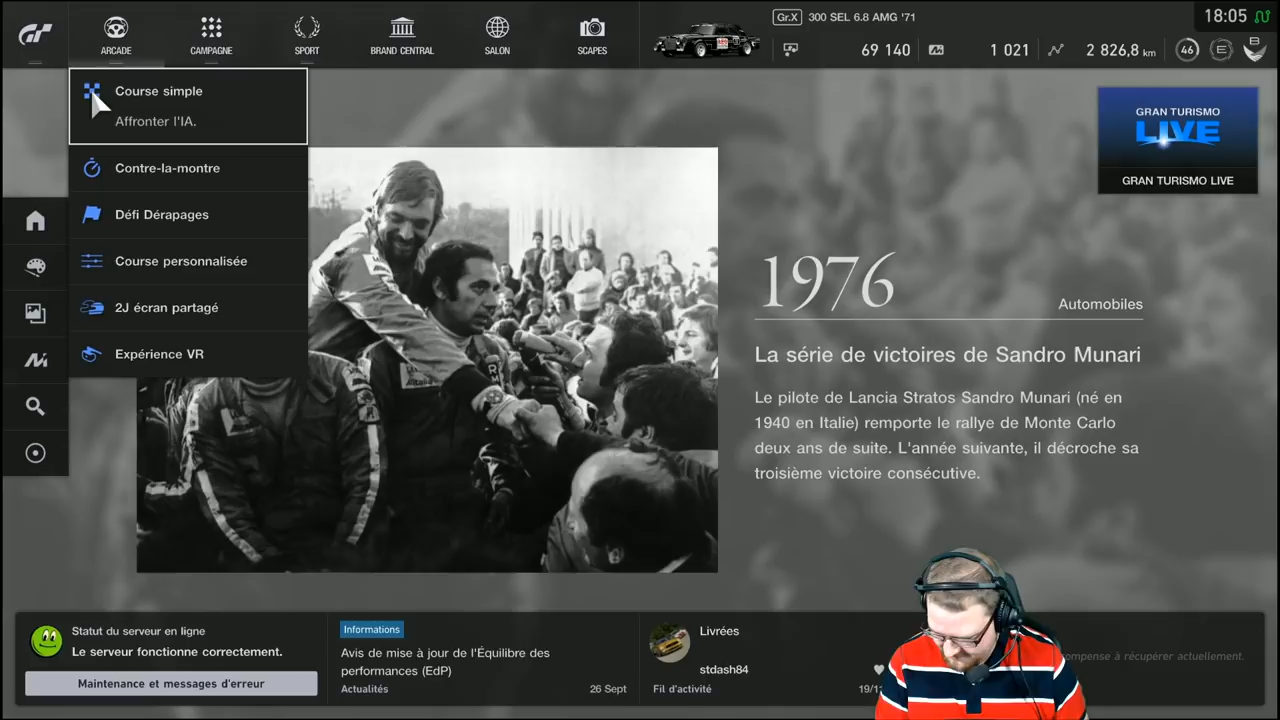 ARCADE
CAMPAGNE
SPORT
BRAND CENTRAL
SALON
SCAPES
Gr.X 300 SEL 6.8 AMG '71
18:05
69 140
1 021
2 826,8 km
46
E
B
Course simple
Affronter l'IA.
Contre-la-montre
Défi Dérapages
Course personnalisée
2J écran partagé
Expérience VR
GRAN TURISMO
LIVE
GRAN TURISMO LIVE
1976
Automobiles
La série de victoires de Sandro Munari
Le pilote de Lancia Stratos Sandro Munari (né en
1940 en Italie) remporte le rallye de Monte Carlo
deux ans de suite. L'année suivante, il décroche sa
troisième victoire consécutive.
Statut du serveur en ligne
Le serveur fonctionne correctement.
Maintenance et messages d'erreur
Informations
Avis de mise à jour de l'Équilibre des
performances (EdP)
Actualités
26 Sept
Livrées
stdash84
Fil d'activité
à récupérer actuellement.